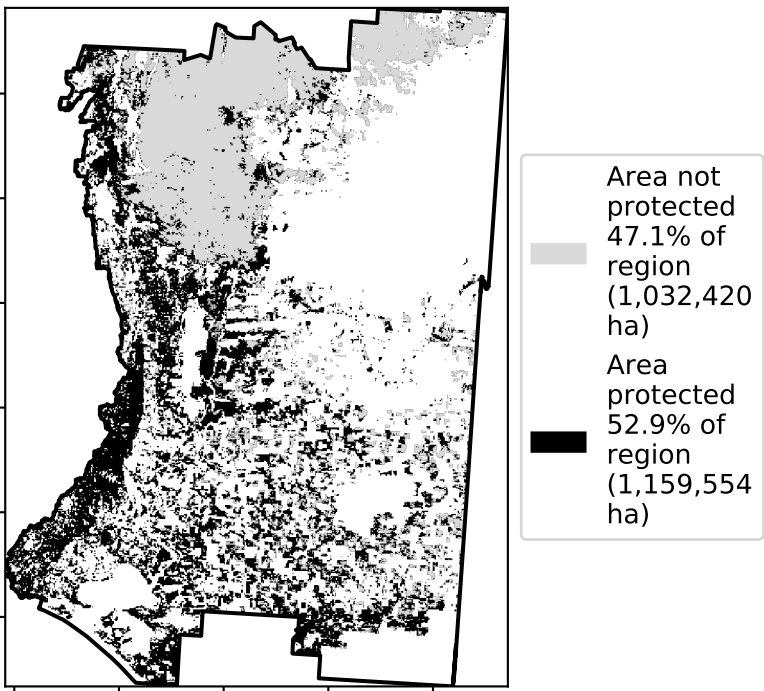 Area not
protected
47.1% of
region
(1,032,420
ha)
Area
protected
52.9% of
region
(1,159,554
ha)